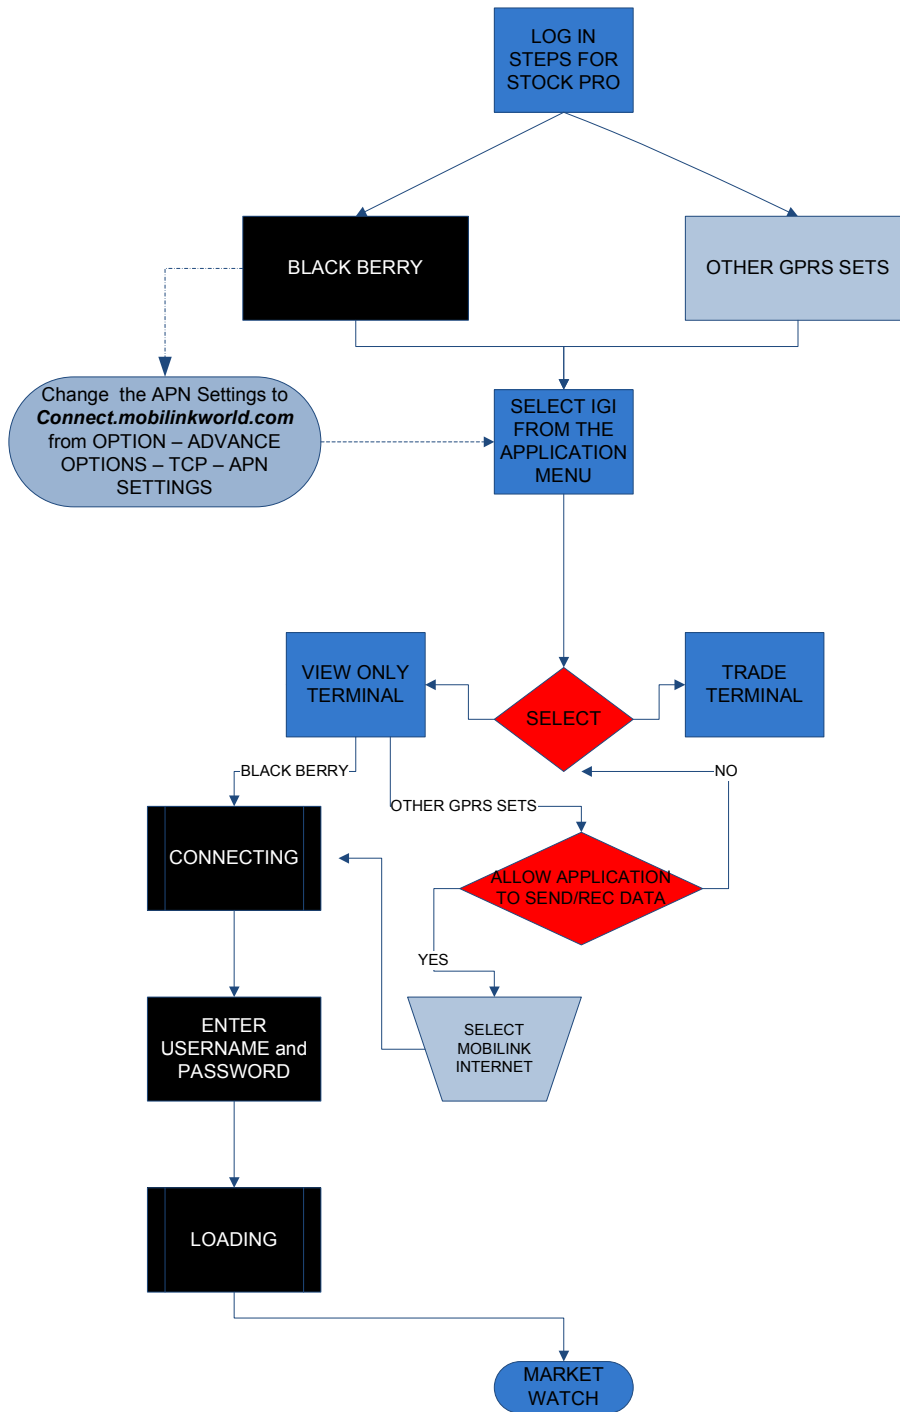 LOG IN
STEPS FOR
STOCK PRO
BLACK BERRY
OTHER GPRS SETS
Change  the APN Settings to
Connect.mobilinkworld.com
from OPTION – ADVANCE
OPTIONS – TCP – APN
SETTINGS
SELECT IGI
FROM THE
APPLICATION
MENU
VIEW ONLY
TERMINAL
SELECT
TRADE
TERMINAL
BLACK BERRY
NO
OTHER GPRS SETS
CONNECTING
ALLOW APPLICATION
TO SEND/REC DATA
YES
ENTER
USERNAME and
PASSWORD
SELECT
MOBILINK
INTERNET
LOADING
MARKET
WATCH